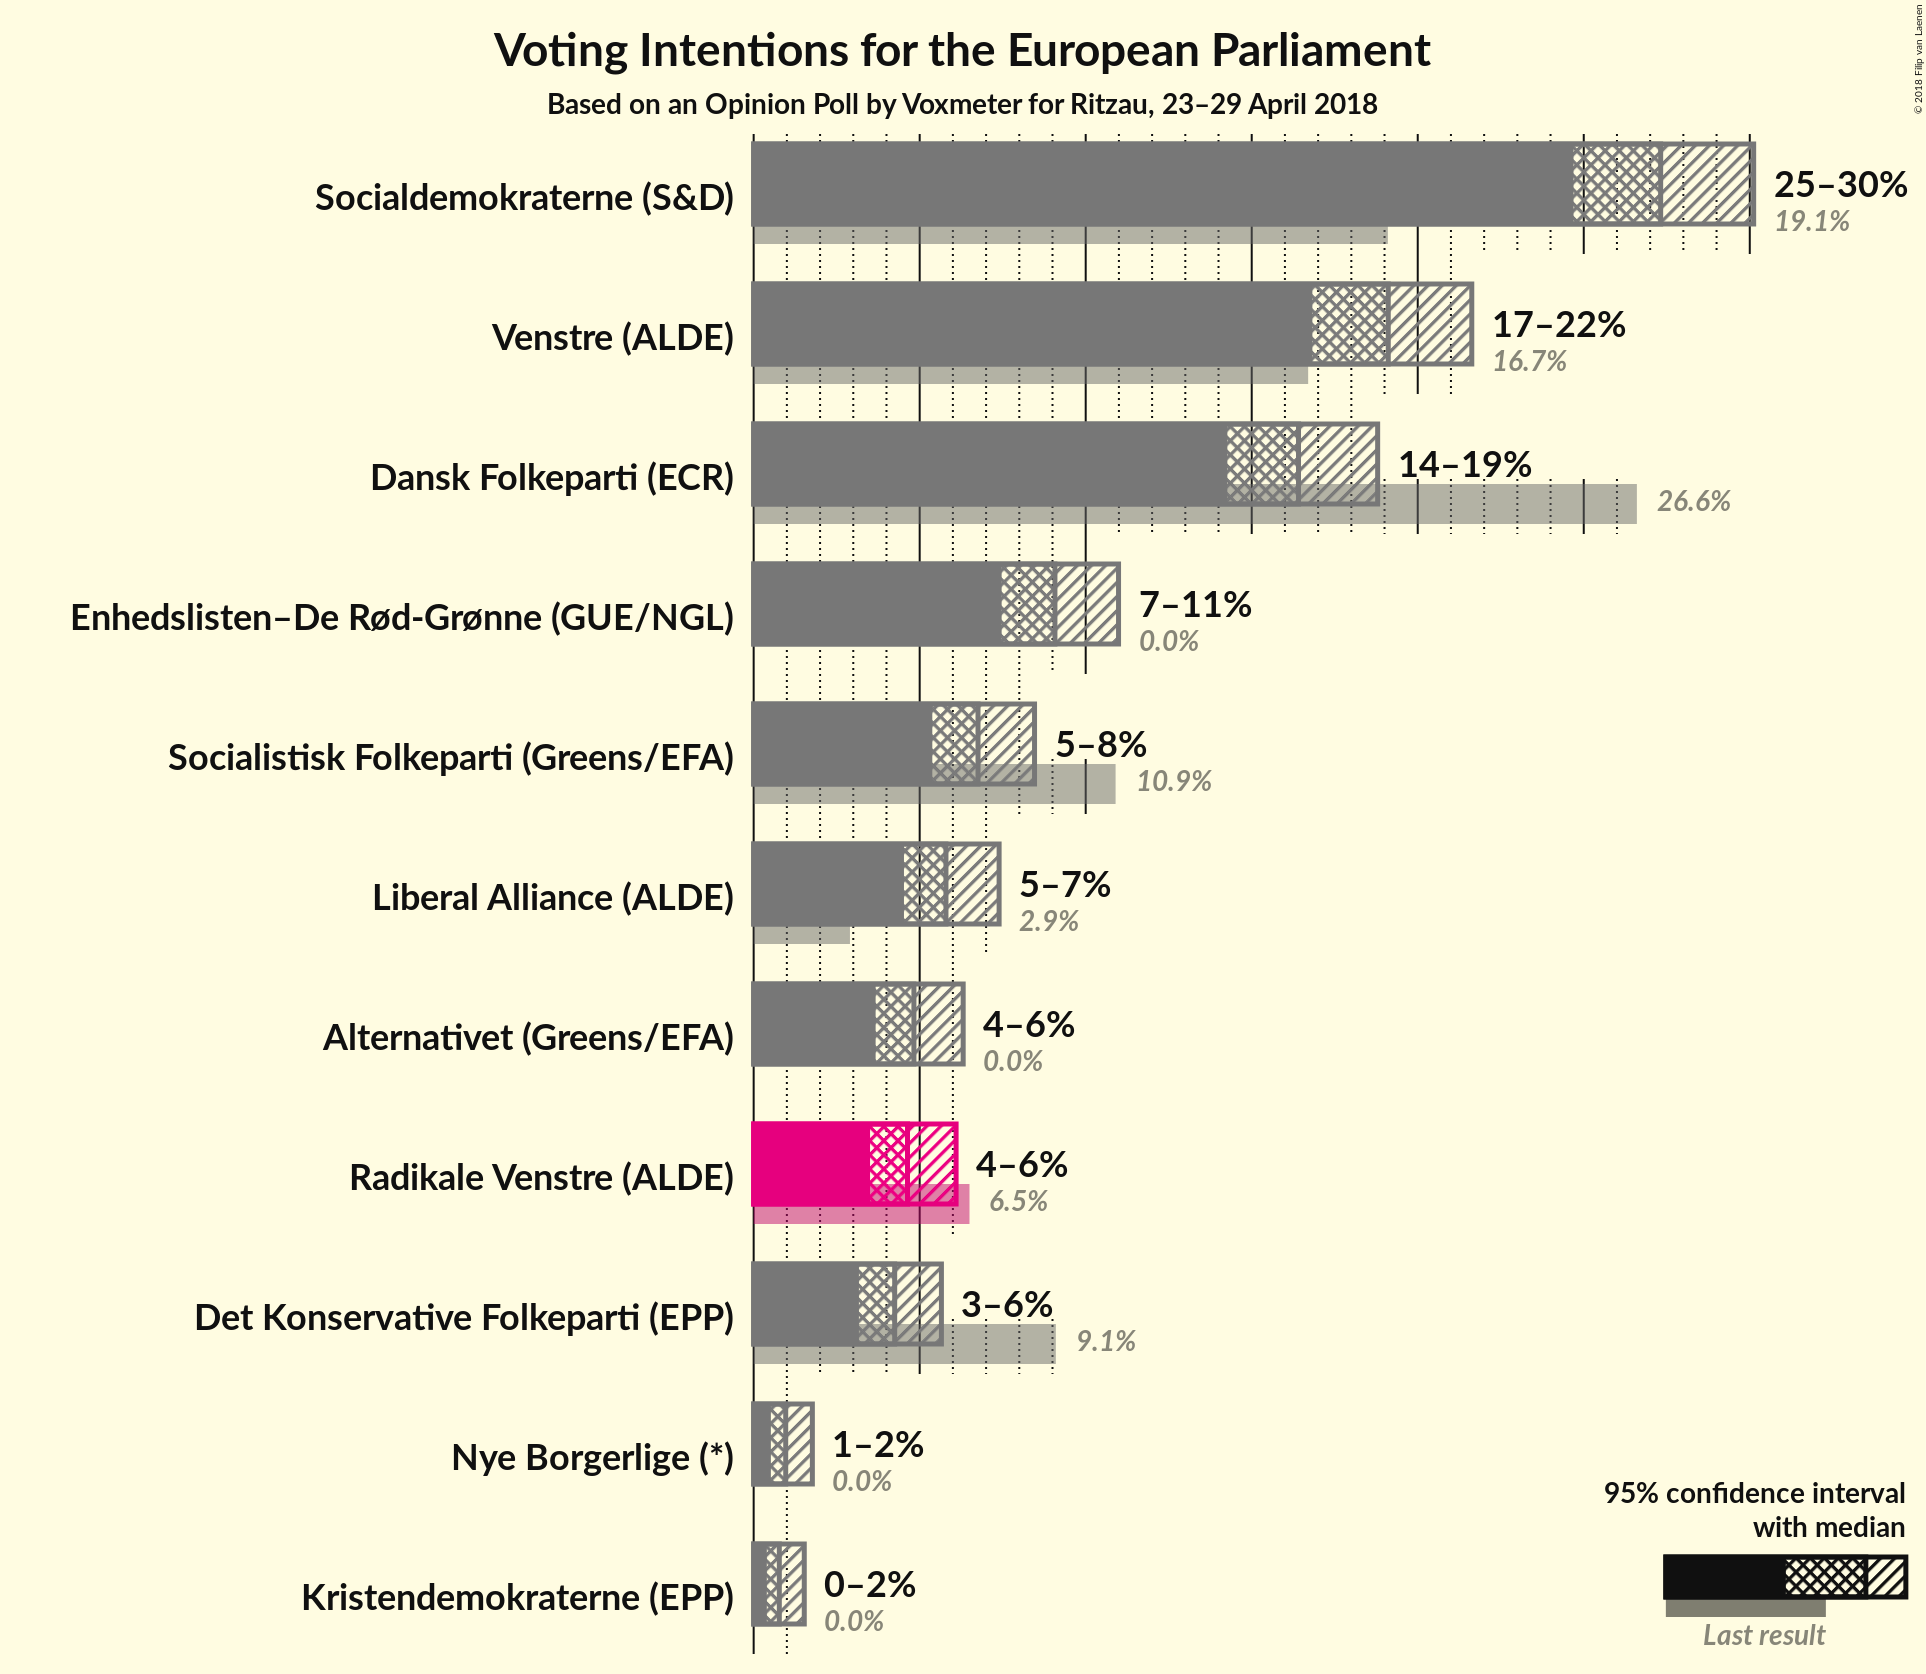 Voting Intentions for the European Parliament
Based on an Opinion Poll by Voxmeter for Ritzau, 23–29 April 2018
© 2018 Filip van Laenen
Socialdemokraterne (S&D)
25–30%
19.1%
Venstre (ALDE)
17–22%
16.7%
Dansk Folkeparti (ECR)
14–19%
26.6%
Enhedslisten–De Rød-Grønne (GUE/NGL)
7–11%
0.0%
Socialistisk Folkeparti (Greens/EFA)
5–8%
10.9%
Liberal Alliance (ALDE)
5–7%
2.9%
Alternativet (Greens/EFA)
4–6%
0.0%
Radikale Venstre (ALDE)
4–6%
6.5%
Det Konservative Folkeparti (EPP)
3–6%
9.1%
Nye Borgerlige (*)
1–2%
0.0%
Kristendemokraterne (EPP)
0–2%
0.0%
95% confidence interval
with median
Last result